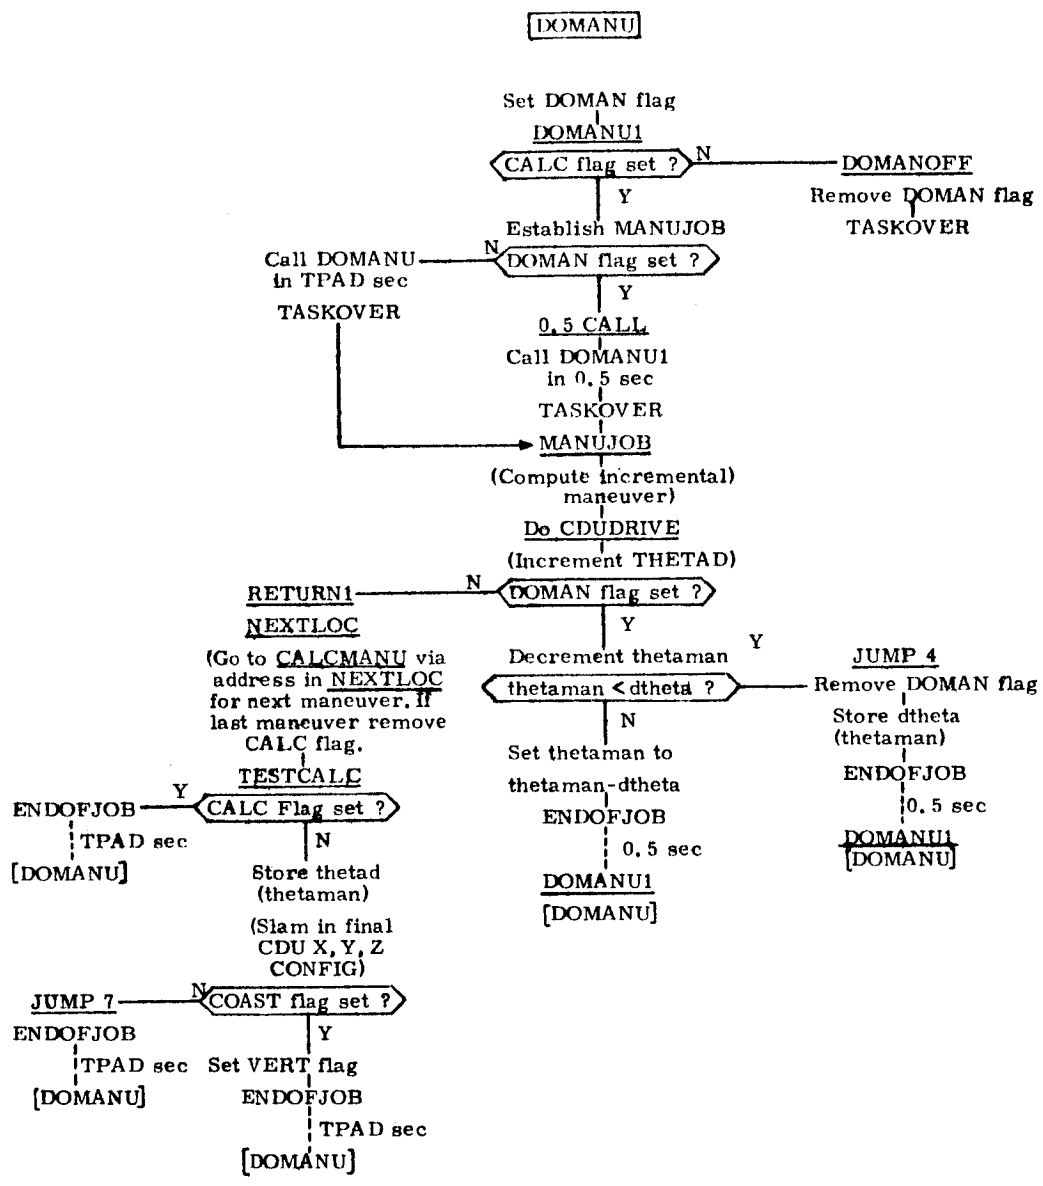 DOMANU
Set DOMAN flag
DOMANU1
CALC flag set ?
N
DOMANOFF
Remove DOMAN flag
TASKOVER
Y
Establish MANUJOB
DOMAN flag set ?
N
Call DOMANU
in TPAD sec
TASKOVER
Y
0.5 CALL
Call DOMANU1
in 0.5 sec
TASKOVER
MANUJOB
(Compute incremental)
maneuver)
Do CDUDRIVE
(Increment THETAD)
DOMAN flag set ?
N
RETURN1
NEXTLOC
(Go to CALCMANU via
address in NEXTLOC
for next maneuver. If
last maneuver remove
CALC flag.
TESTCALC
CALC Flag set ?
Y
ENDOFJOB
TPAD sec
[DOMANU]
N
Store thetad
(thetaman)
(Slam in final
CDU X, Y, Z
CONFIG)
COAST flag set ?
N
JUMP 7
ENDOFJOB
TPAD sec
[DOMANU]
Y
Set VERT flag
ENDOFJOB
TPAD sec
[DOMANU]
Y
Decrement thetaman
thetaman < dtheta ?
N
Set thetaman to
thetaman-dtheta
ENDOFJOB
0.5 sec
DOMANU1
[DOMANU]
Y
JUMP 4
Remove DOMAN flag
Store dtheta
(thetaman)
ENDOFJOB
0.5 sec
DOMANU1
[DOMANU]